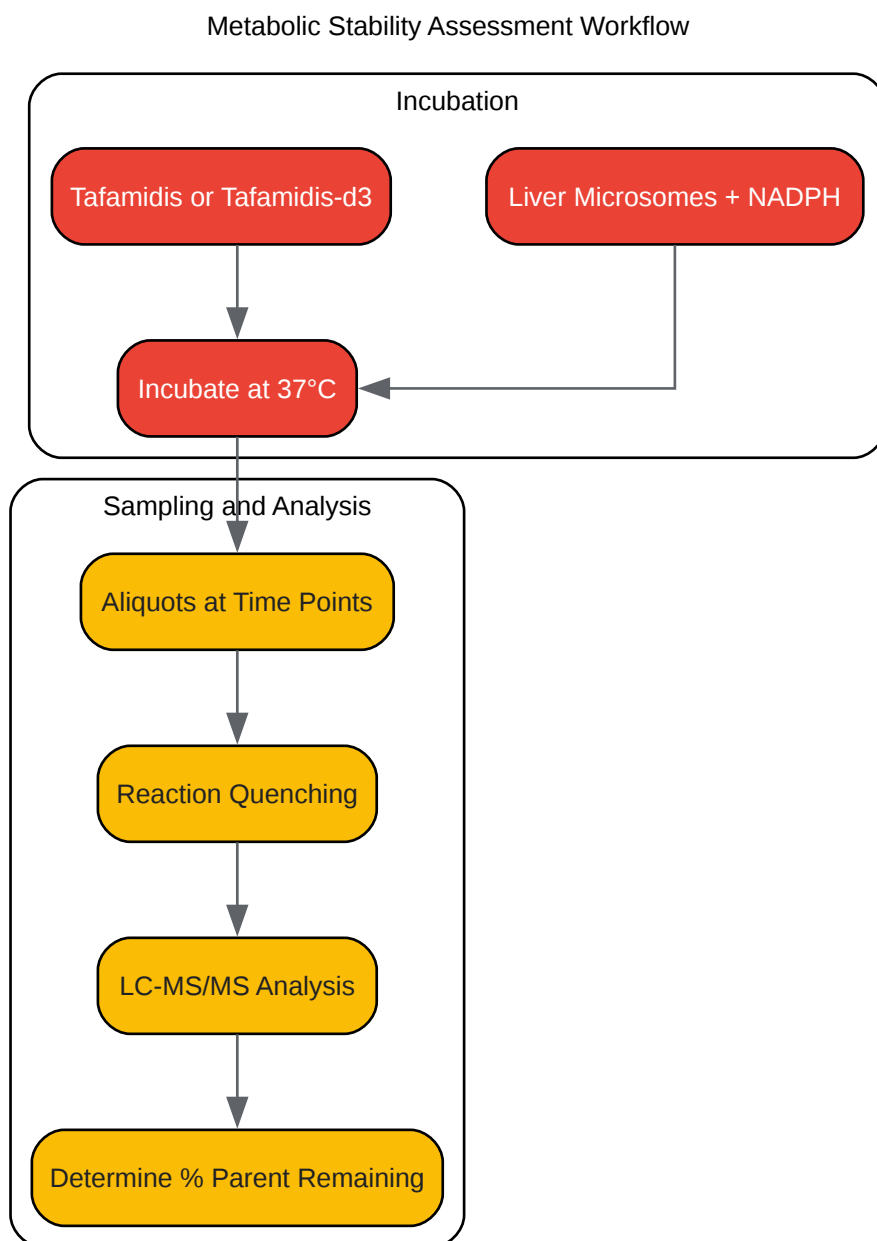 Metabolic Stability Assessment Workflow
Incubation
Tafamidis or Tafamidis-d3
Liver Microsomes + NADPH
Incubate at 37°C
Sampling and Analysis
Aliquots at Time Points
Reaction Quenching
LC-MS/MS Analysis
Determine % Parent Remaining